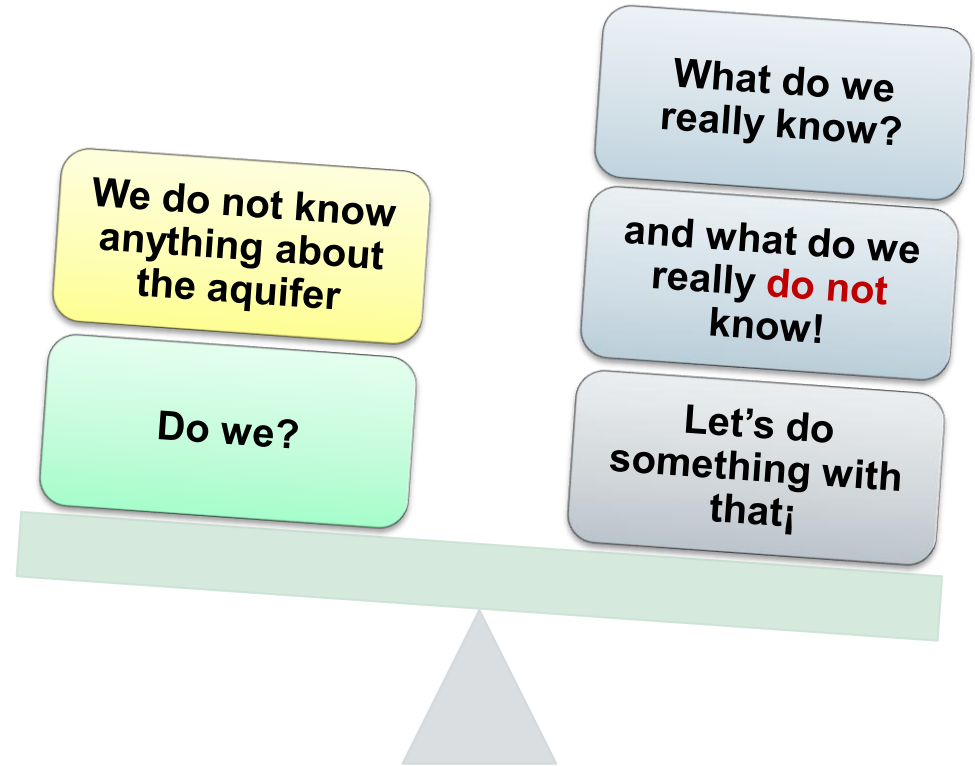 We do not know
anything about
the aquifer
Do we?
What do we
really know?
and what do we
really do not
know!
Let’s do
something with
that¡